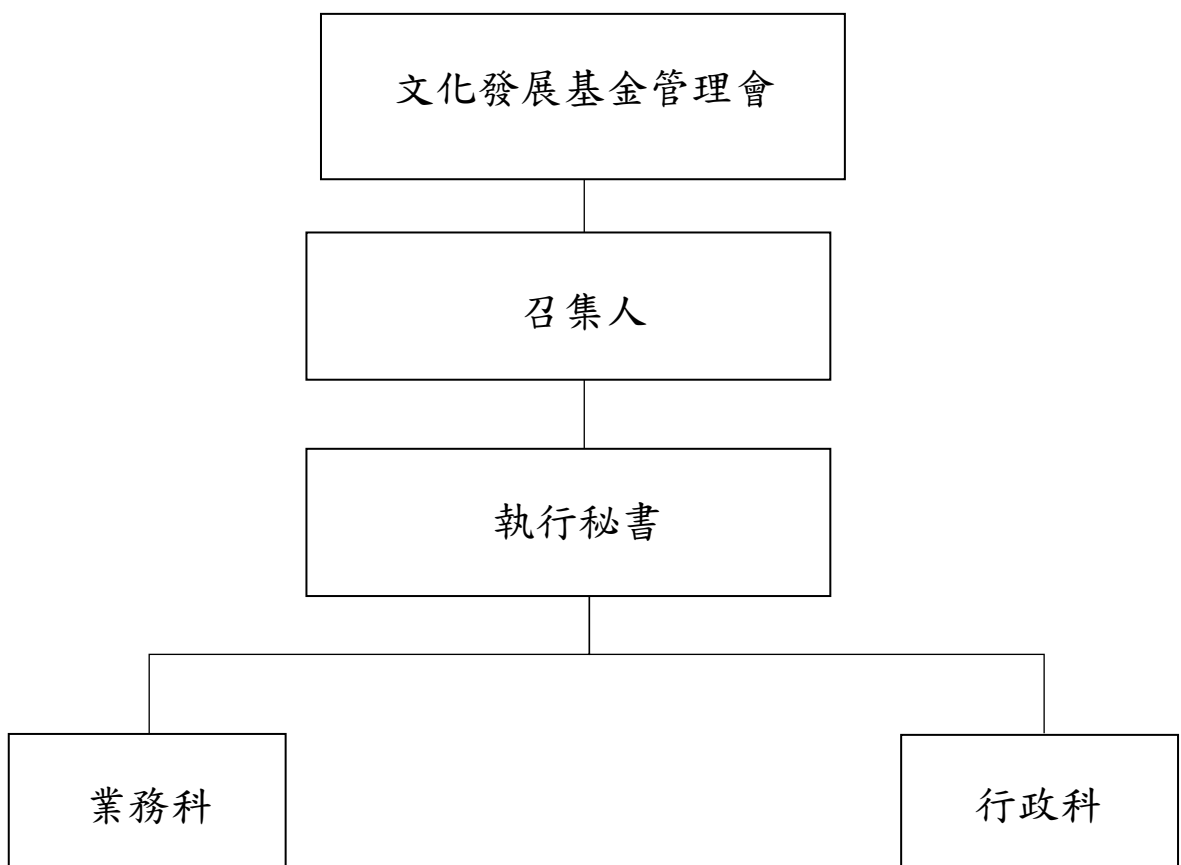 文化發展基金管理會
召集人
執行秘書
業務科
行政科